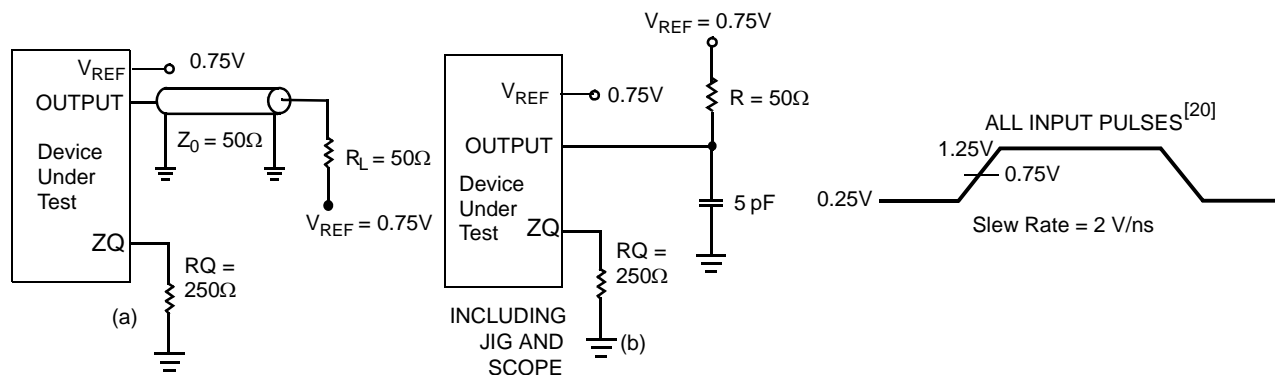 V_REF 0.75V
OUTPUT
Z_0 = 50Ω
Device
Under
Test
R_L = 50Ω
V_REF = 0.75V
ZQ
RQ =
250Ω
(a)
V_REF = 0.75V
V_REF 0.75V
R = 50Ω
OUTPUT
Device
Under
Test
5 pF
ZQ
RQ =
250Ω
INCLUDING
JIG AND
SCOPE
(b)
ALL INPUT PULSES[20]
1.25V
0.75V
0.25V
Slew Rate = 2 V/ns